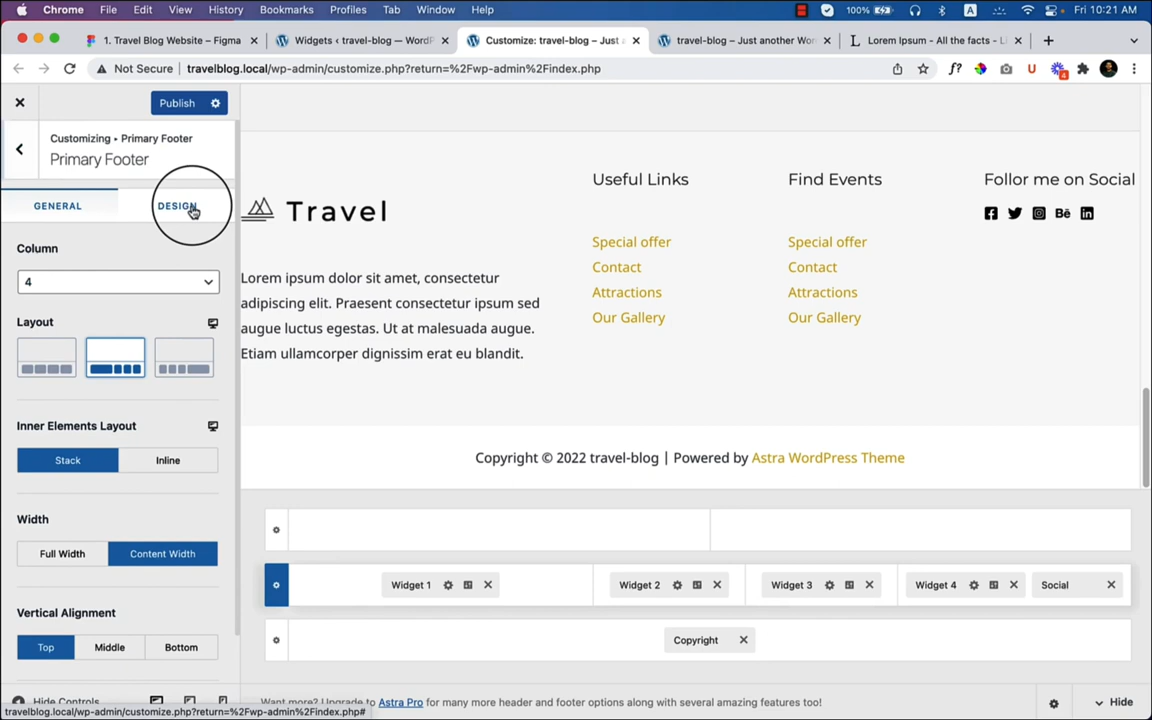 Chrome File Edit View History Bookmarks Profiles Tab Window Help 100% A Fri 10:21 AM
1. Travel Blog Website – Figma Widgets ‹ travel-blog — WordP Customize: travel-blog – Just a travel-blog – Just another Wor Lorem Ipsum - All the facts - Li
Not Secure travelblog.local/wp-admin/customize.php?return=%2Fwp-admin%2Findex.php f? U 4
Publish
Customizing • Primary Footer
Primary Footer
GENERAL DESIGN
Column
4
Layout
Inner Elements Layout
Stack Inline
Width
Full Width Content Width
Vertical Alignment
Top Middle Bottom
Hide Controls
travelblog.local/wp-admin/customize.php?return=%2Fwp-admin%2Findex.php#
Travel
Lorem ipsum dolor sit amet, consectetur
adipiscing elit. Praesent consectetur ipsum sed
augue luctus egestas. Ut at malesuada augue.
Etiam ullamcorper dignissim erat eu blandit.
Useful Links
Special offer
Contact
Attractions
Our Gallery
Find Events
Special offer
Contact
Attractions
Our Gallery
Follor me on Social
Bē
Copyright © 2022 travel-blog | Powered by Astra WordPress Theme
Widget 1 Widget 2 Widget 3 Widget 4 Social
Copyright
Want more? Upgrade to Astra Pro for many more header and footer options along with several amazing features too!
Hide